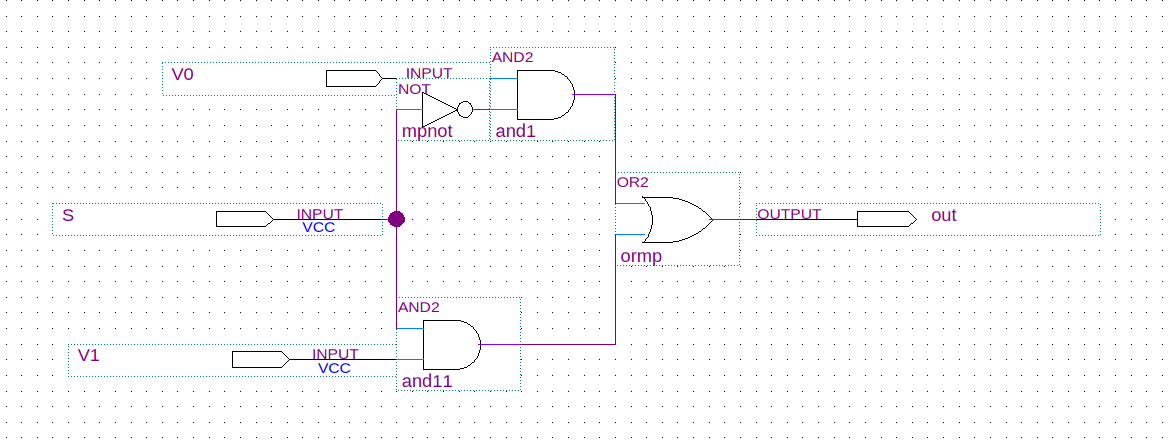 AND2
V0
INPUT
NOT
mpnot
and1
OR2
S
INPUT
VCC
OUTPUT
out
ormp
AND2
V1
INPUT
VCC
and11